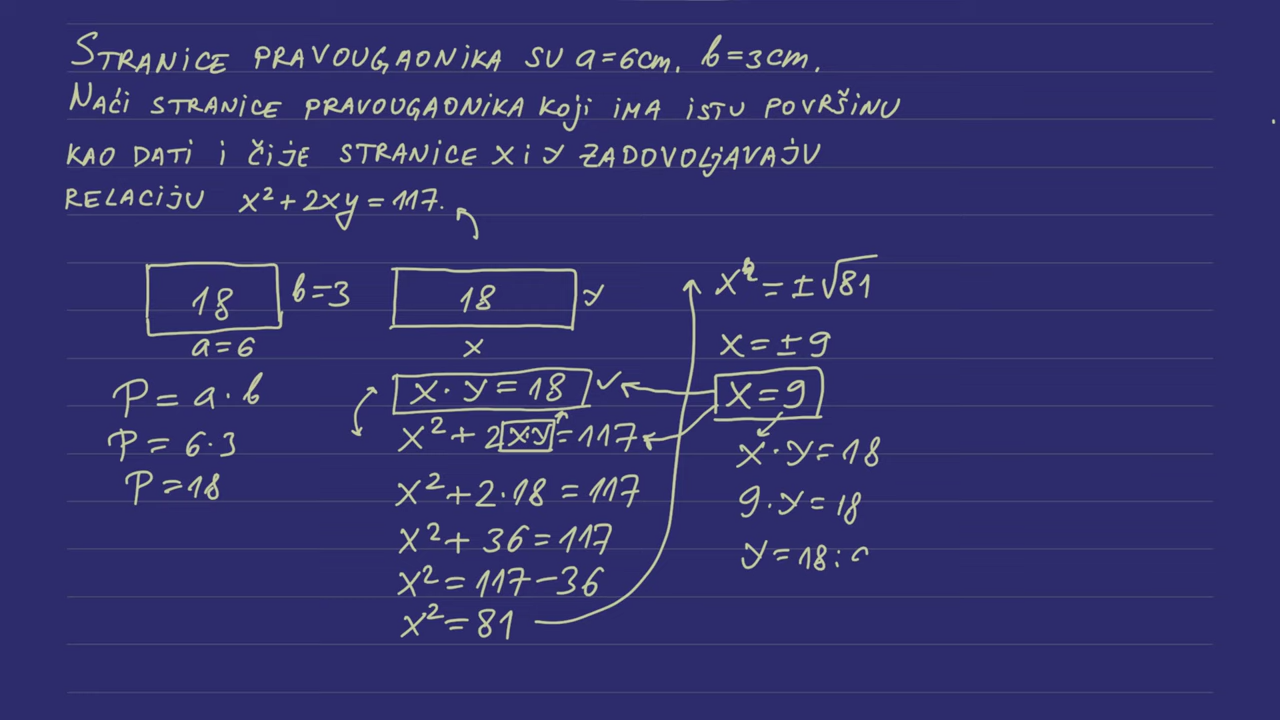 STRANICE PRAVOUGAONIKA SU a=6cm, b=3cm.
NAĆI STRANICE PRAVOUGAONIKA KOJI IMA ISTU POVRŠINU
KAO DATI I ČIJE STRANICE X I Y ZADOVOLJAVAJU
RELACIJU x²+2xy=117.
18
b=3
a=6
P=a·b
P=6·3
P=18
18
y
x
x·y=18
x²+2x·y=117
x²+2·18=117
x²+36=117
x²=117-36
x²=81
x=±√81
x=±9
x=9
x·y=18
9·y=18
y=18: